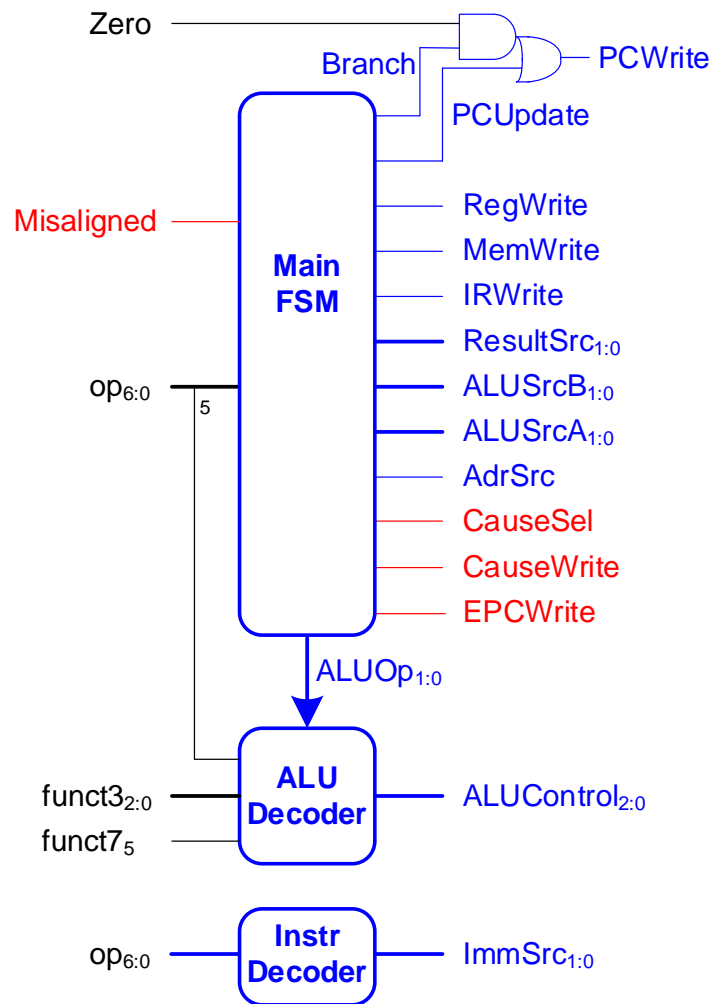 Zero
Branch
PCWrite
PCUpdate
Misaligned
Main
FSM
RegWrite
MemWrite
IRWrite
ResultSrc1:0
op6:0
5
ALUSrcB1:0
ALUSrcA1:0
AdrSrc
CauseSel
CauseWrite
EPCWrite
ALUOp1:0
funct32:0
funct75
ALU
Decoder
ALUControl2:0
op6:0
Instr
Decoder
ImmSrc1:0